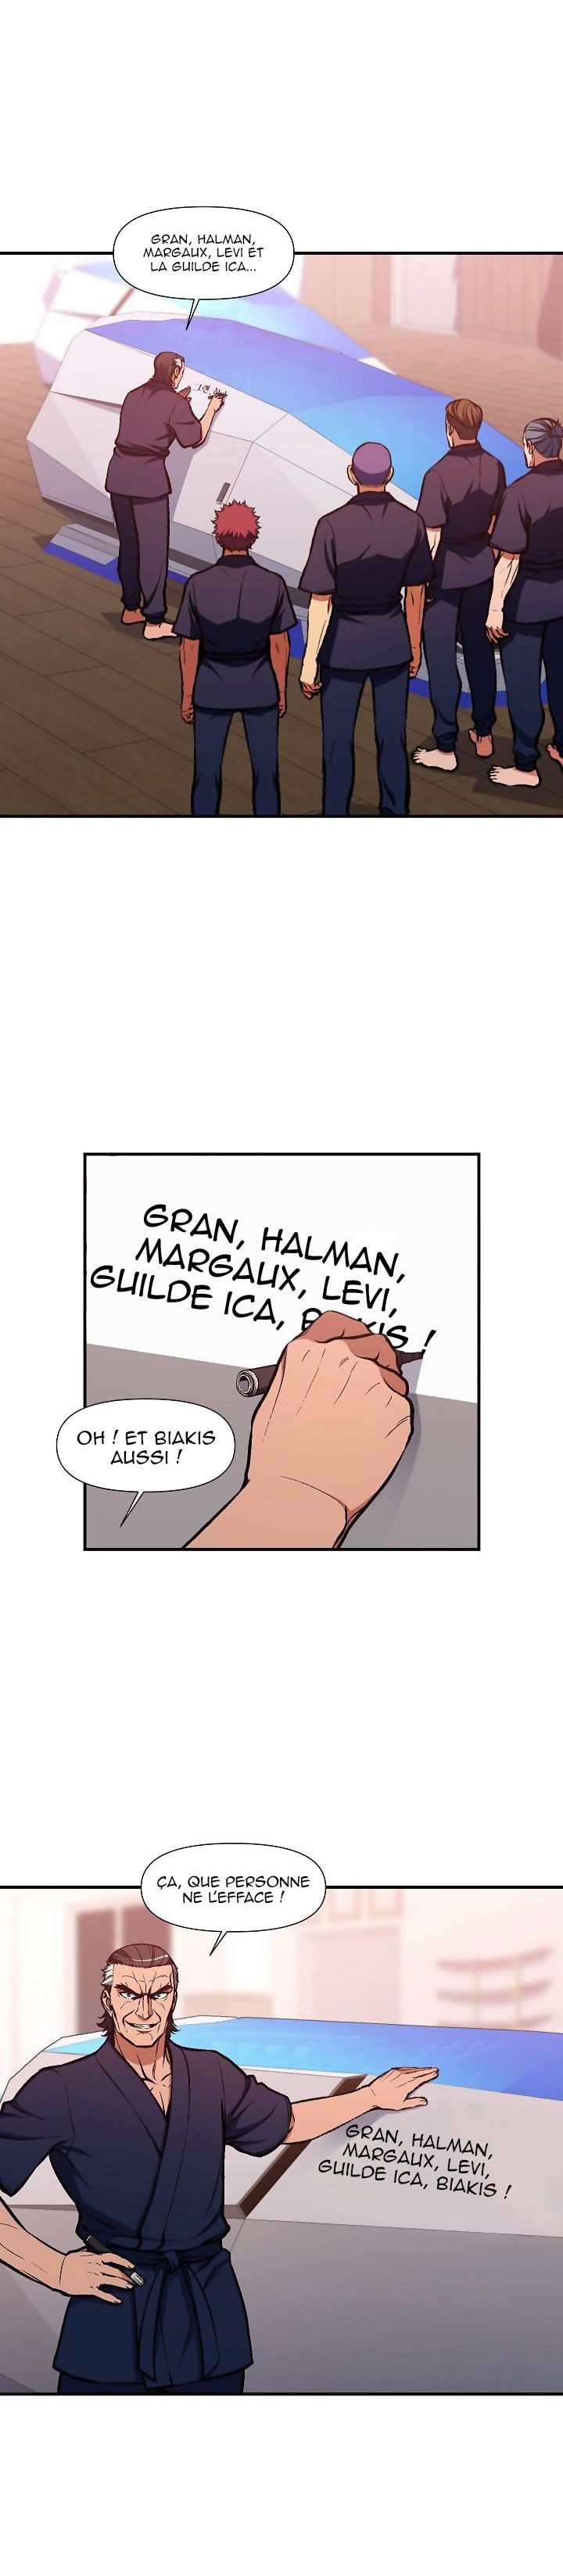 GRAN, HALMAN,
MARGAUX, LEVI ET
LA GUILDE ICA...
GRAN, HALMAN,
MARGAUX, LEVI,
GUILDE ICA, !
OH ! ET BIAKIS
AUSSI !
ÇA, QUE PERSONNE
NE L'EFFACE !
GRAN, HALMAN,
MARGAUX, LEVI,
GUILDE ICA, BIAKIS !